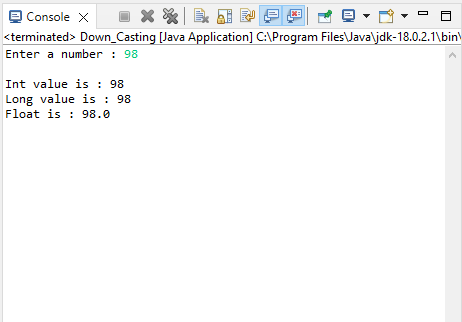 Console
<terminated> Down_Casting [Java Application] C:\Program Files\Java\jdk-18.0.2.1\bin\
Enter a number : 98
Int value is : 98
Long value is : 98
Float is : 98.0